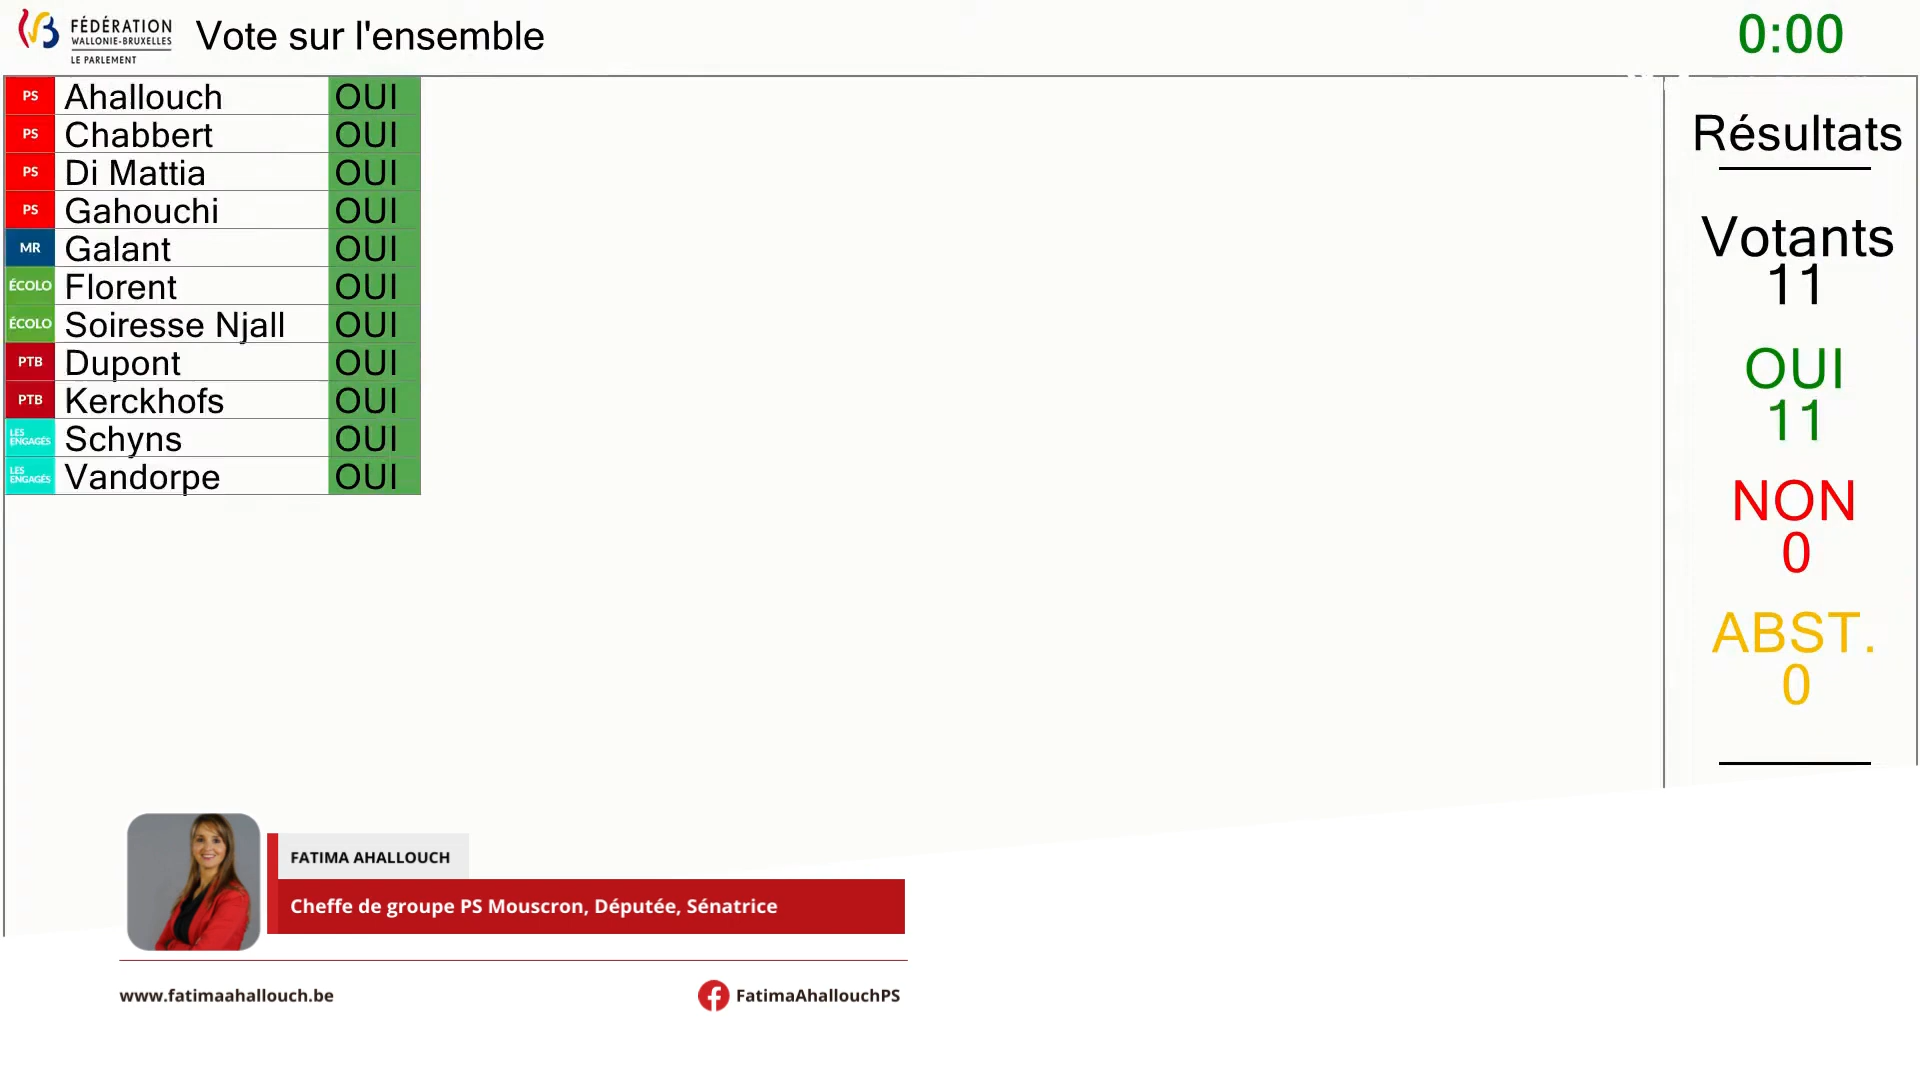 FÉDÉRATION
WALLONIE-BRUXELLES
LE PARLEMENT
Vote sur l'ensemble
0:00
PS Ahallouch OUI
PS Chabbert OUI
PS Di Mattia OUI
PS Gahouchi OUI
MR Galant OUI
ÉCOLO Florent OUI
ÉCOLO Soiresse Njall OUI
PTB Dupont OUI
PTB Kerckhofs OUI
LES ENGAGÉS Schyns OUI
LES ENGAGÉS Vandorpe OUI
Résultats
Votants
11
OUI
11
NON
0
ABST.
0
FATIMA AHALLOUCH
Cheffe de groupe PS Mouscron, Députée, Sénatrice
www.fatimaahallouch.be
FatimaAhallouchPS